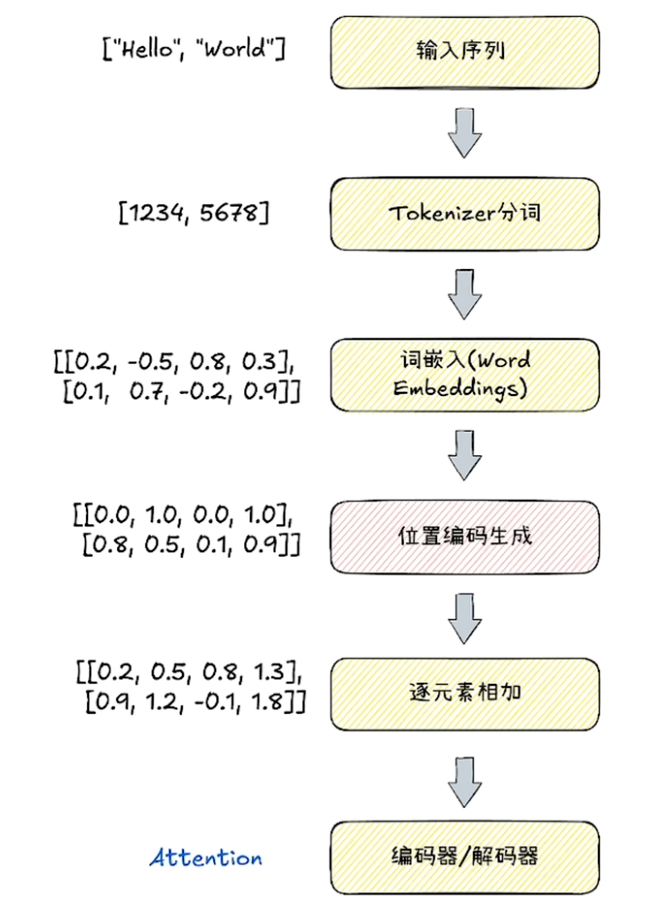 ["Hello", "World"]
输入序列
[1234, 5678]
Tokenizer分词
[[0.2, -0.5, 0.8, 0.3],
[0.1, 0.7, -0.2, 0.9]]
词嵌入(Word
Embeddings)
[[0.0, 1.0, 0.0, 1.0],
[0.8, 0.5, 0.1, 0.9]]
位置编码生成
[[0.2, 0.5, 0.8, 1.3],
[0.9, 1.2, -0.1, 1.8]]
逐元素相加
Attention
编码器/解码器